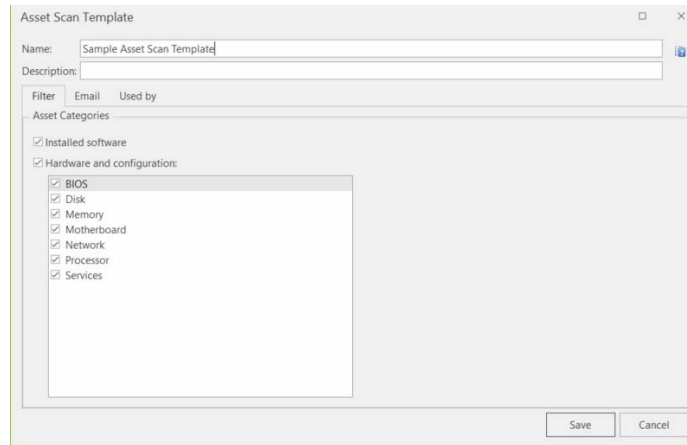 Asset Scan Template
Name: Sample Asset Scan Template
Description:
Filter Email Used by
Asset Categories
Installed software
Hardware and configuration:
BIOS
Disk
Memory
Motherboard
Network
Processor
Services
Save Cancel